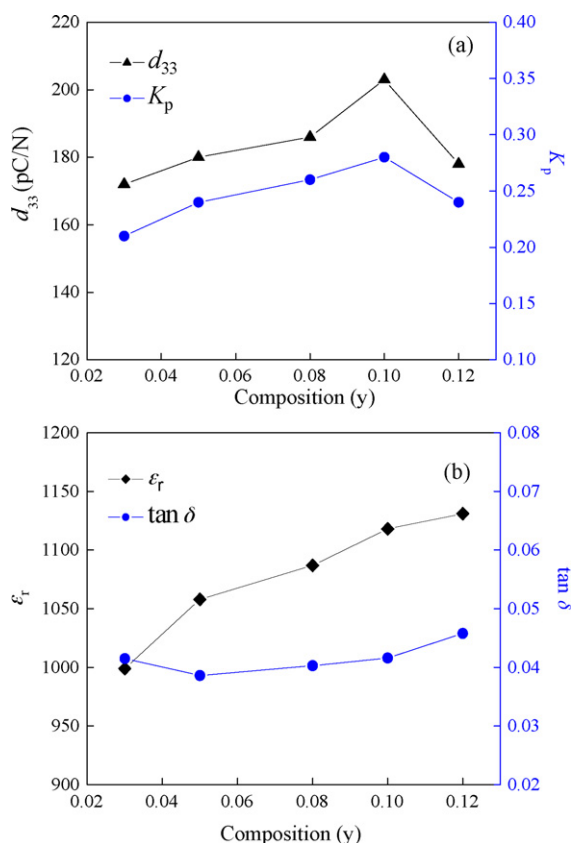 (a)
d33
Kp
220
200
180
160
140
120
d33 (pC/N)
0.40
0.35
0.30
0.25
0.20
0.15
0.10
Kp
0.02 0.04 0.06 0.08 0.10 0.12
Composition (y)
(b)
εr
tan δ
1200
1150
1100
1050
1000
950
900
εr
0.08
0.07
0.06
0.05
0.04
0.03
0.02
tan δ
0.02 0.04 0.06 0.08 0.10 0.12
Composition (y)